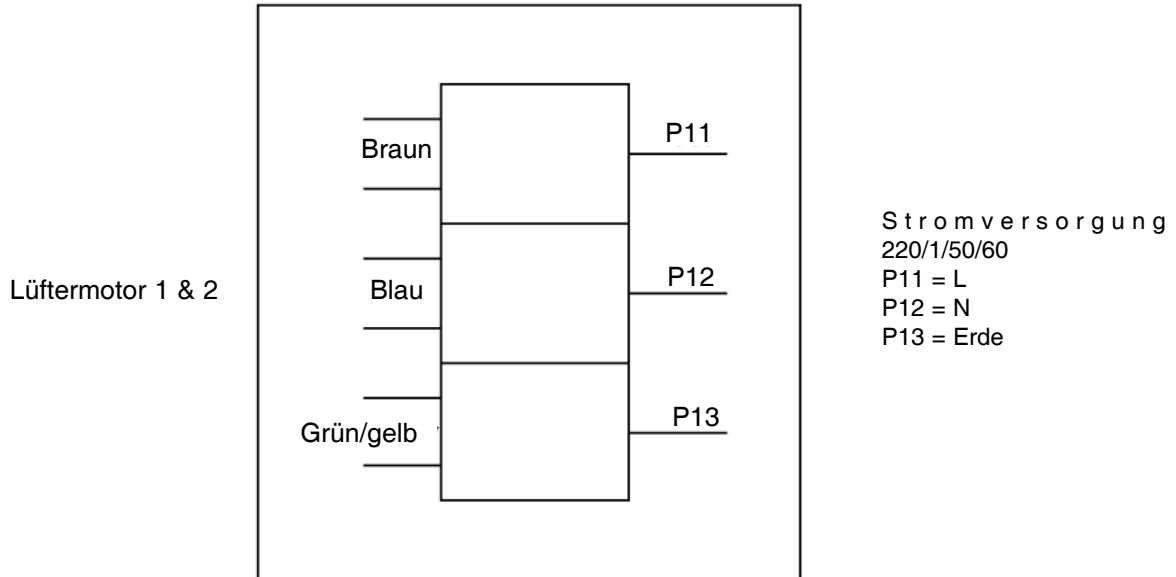 Lüftermotor 1 & 2
Braun
Blau
Grün/gelb
P11
P12
P13
Stromversorgung
220/1/50/60
P11 = L
P12 = N
P13 = Erde